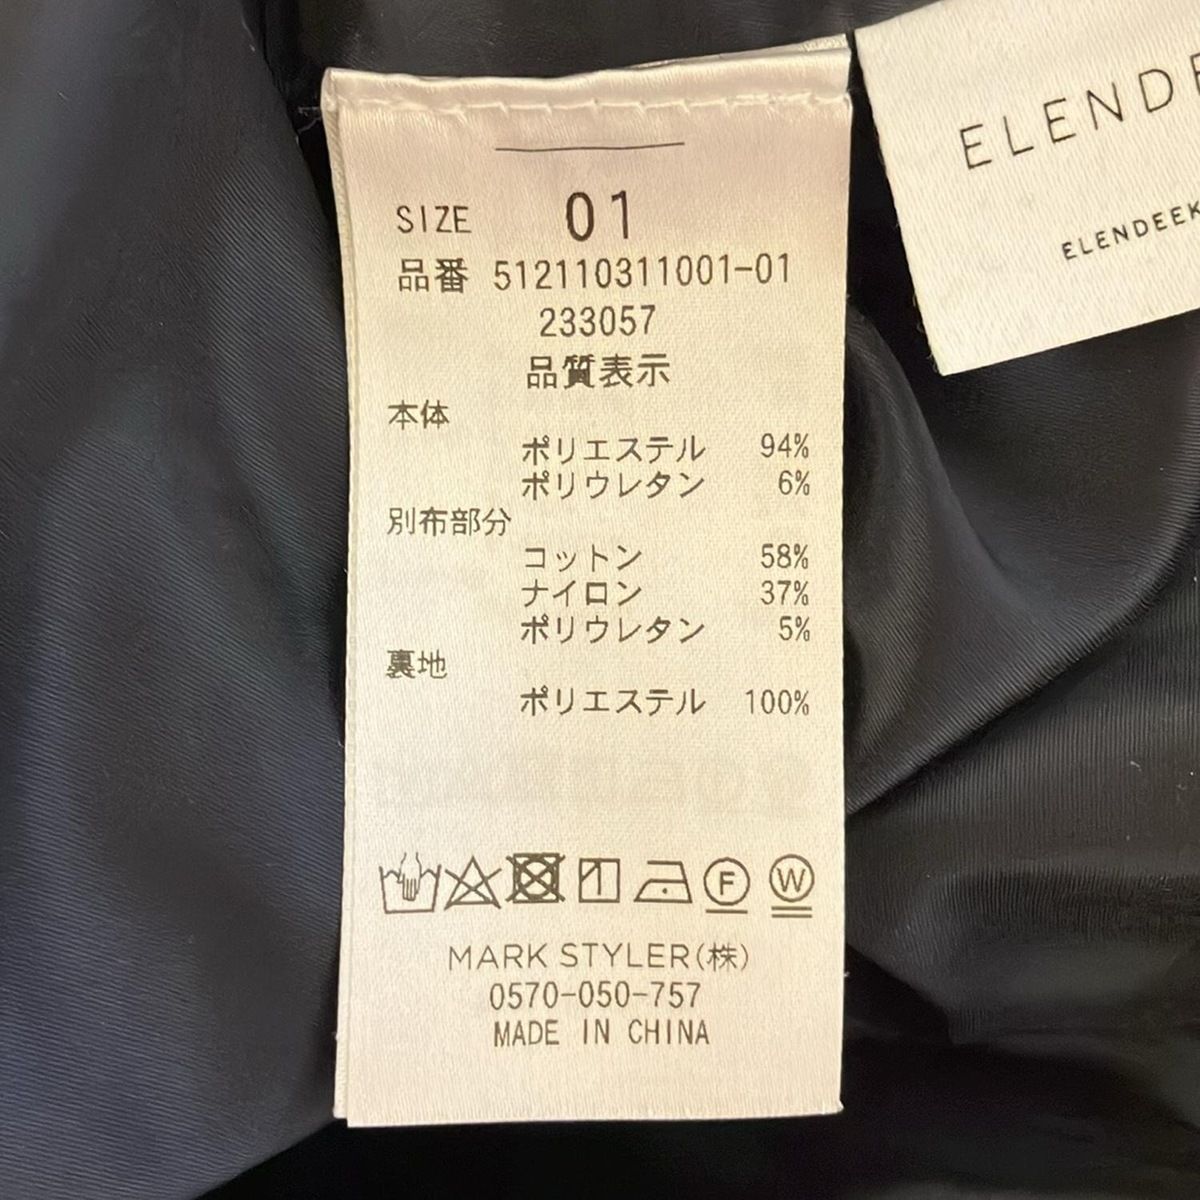 SIZE 01
品番 512110311001-01
233057
品質表示
本体
ポリエステル 94%
ポリウレタン 6%
別布部分
コットン 58%
ナイロン 37%
ポリウレタン 5%
裏地
ポリエステル 100%
F W
MARK STYLER(株)
0570-050-757
MADE IN CHINA
ELENDE
ELENDEEK